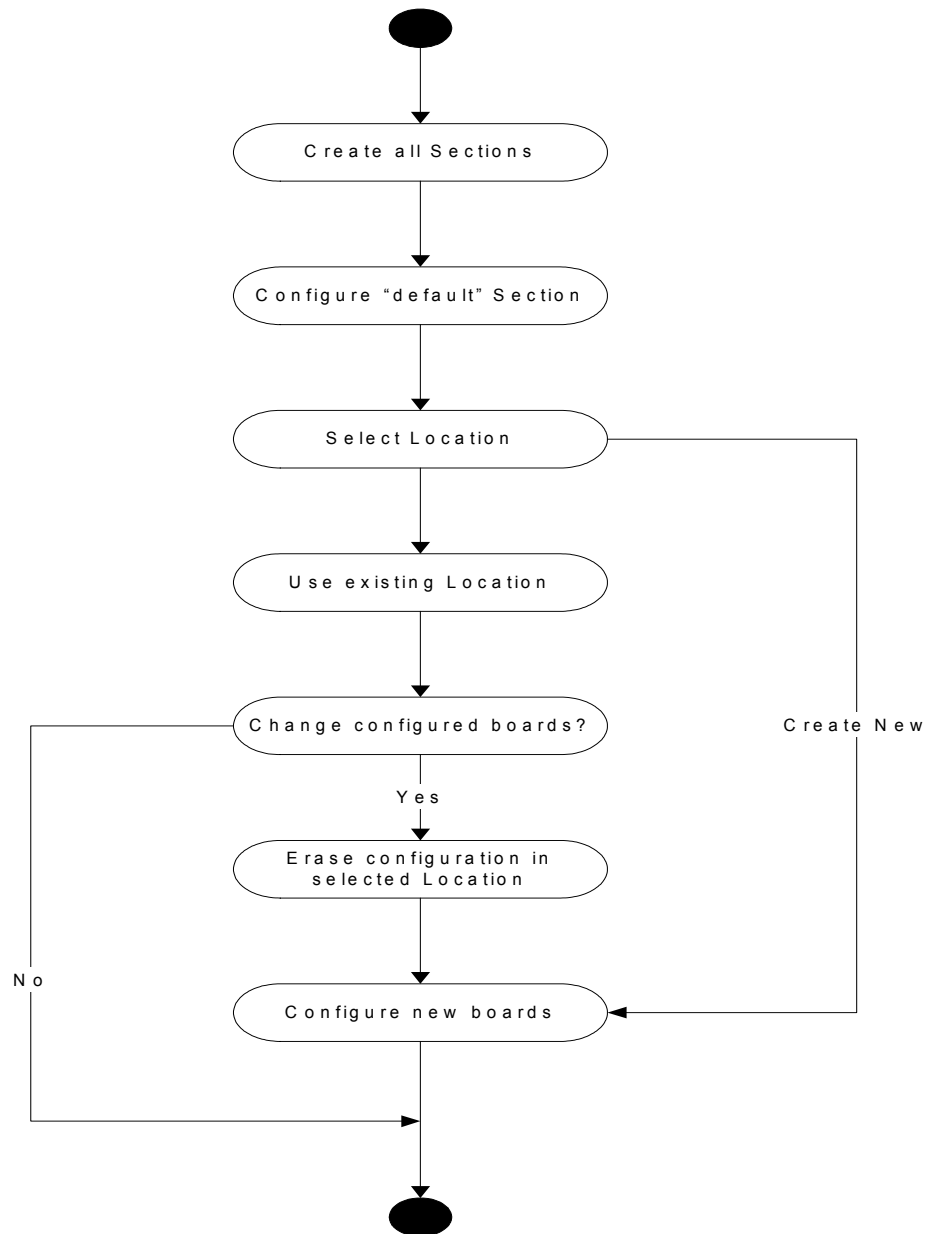 Create all Sections
Configure “default” Section
Select Location
Use existing Location
Change configured boards?
Create New
Yes
Erase configuration in
selected Location
No
Configure new boards